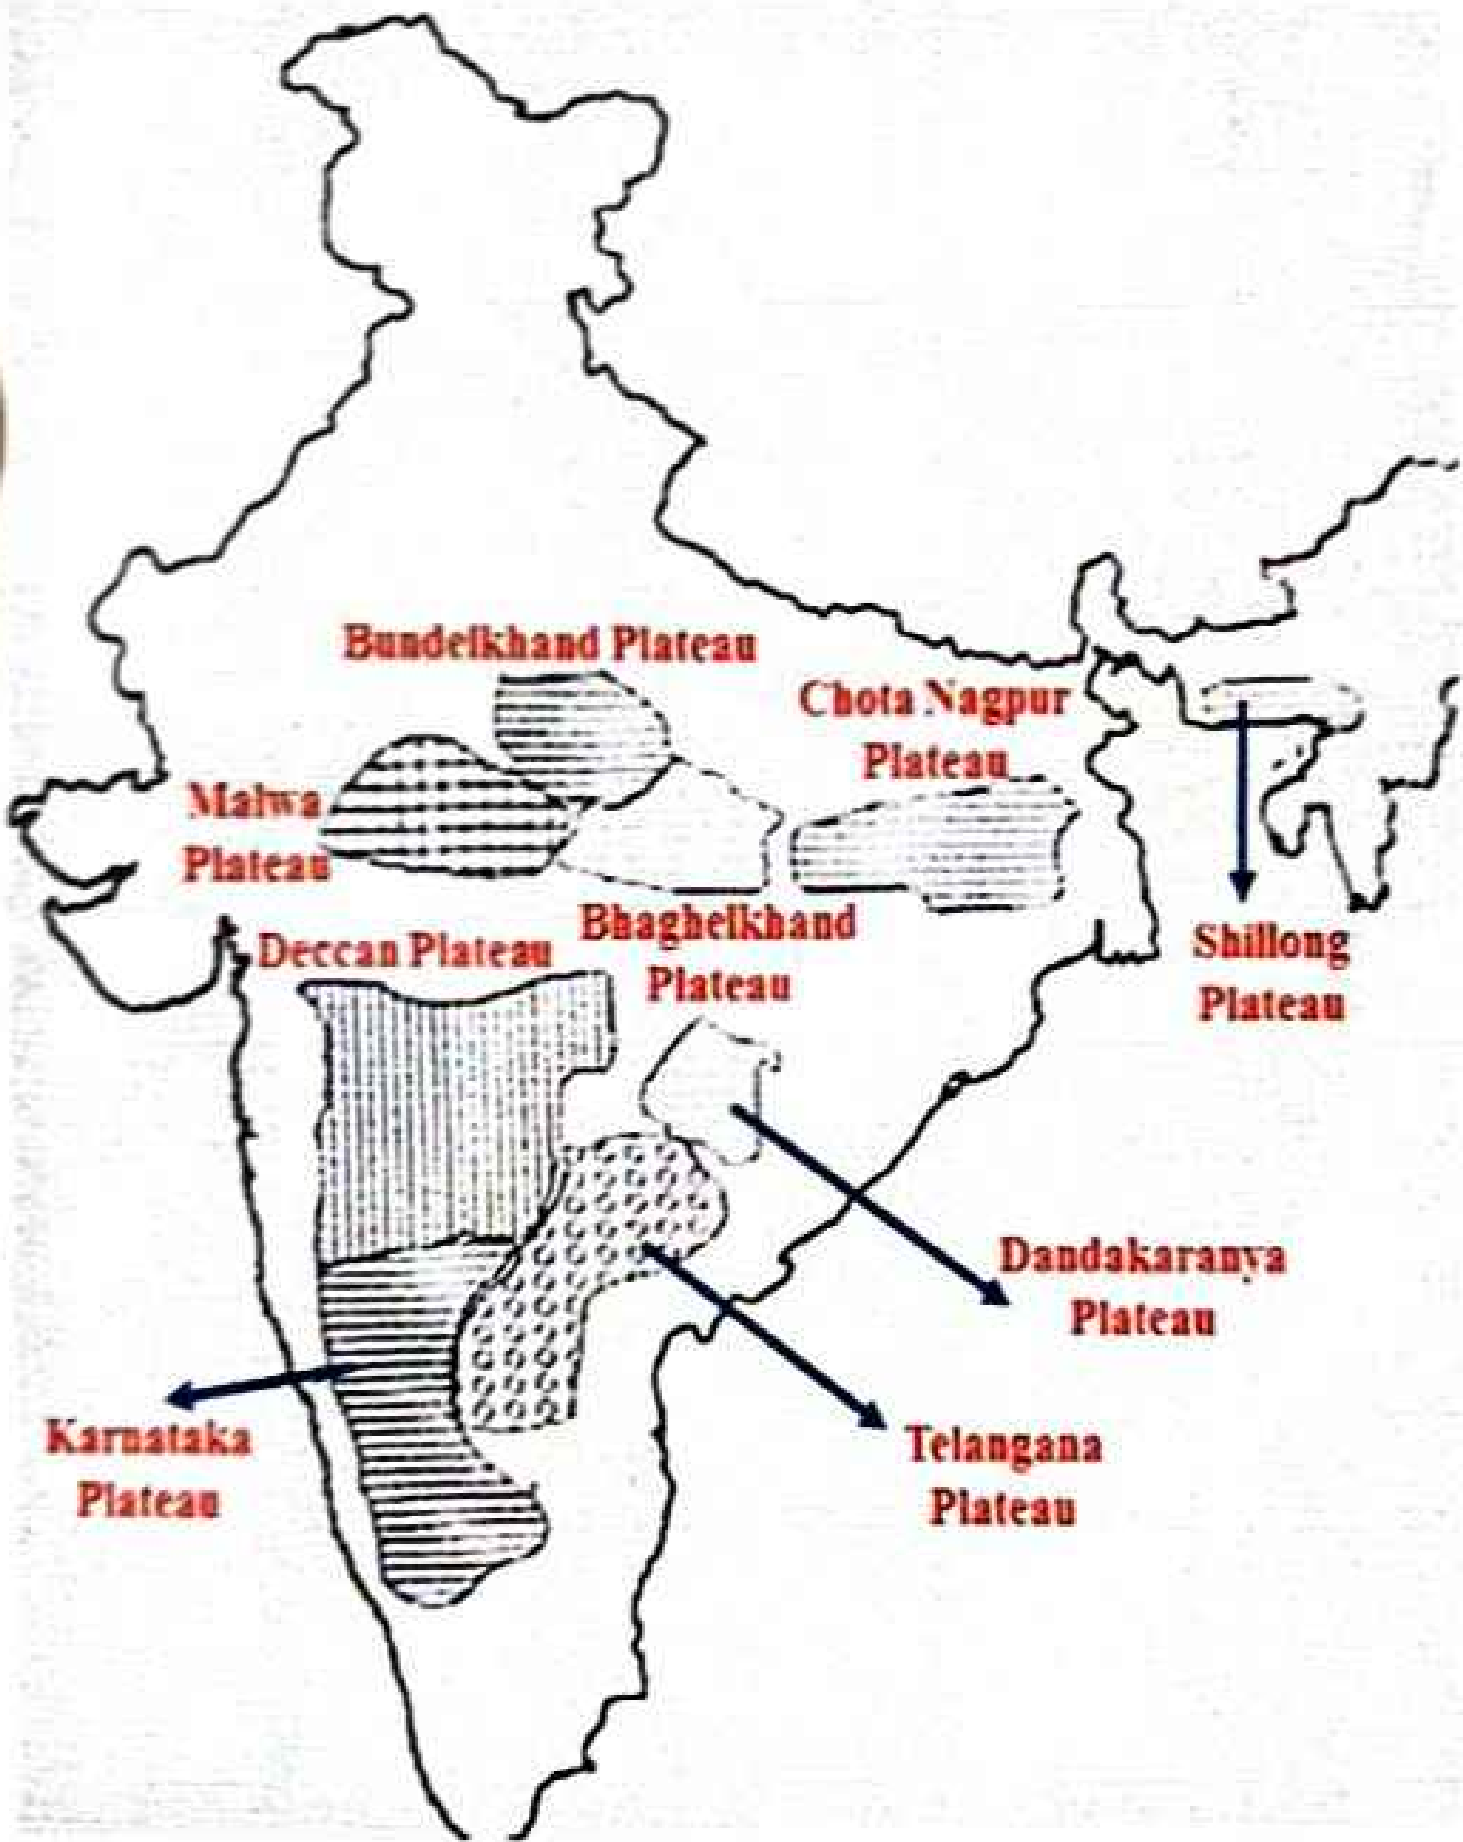 Bundelkhand Plateau
Chota Nagpur
Plateau
Malwa
Plateau
Bhaghelkhand
Plateau
Deccan Plateau
Shillong
Plateau
Dandakaranya
Plateau
Karnataka
Plateau
Telangana
Plateau